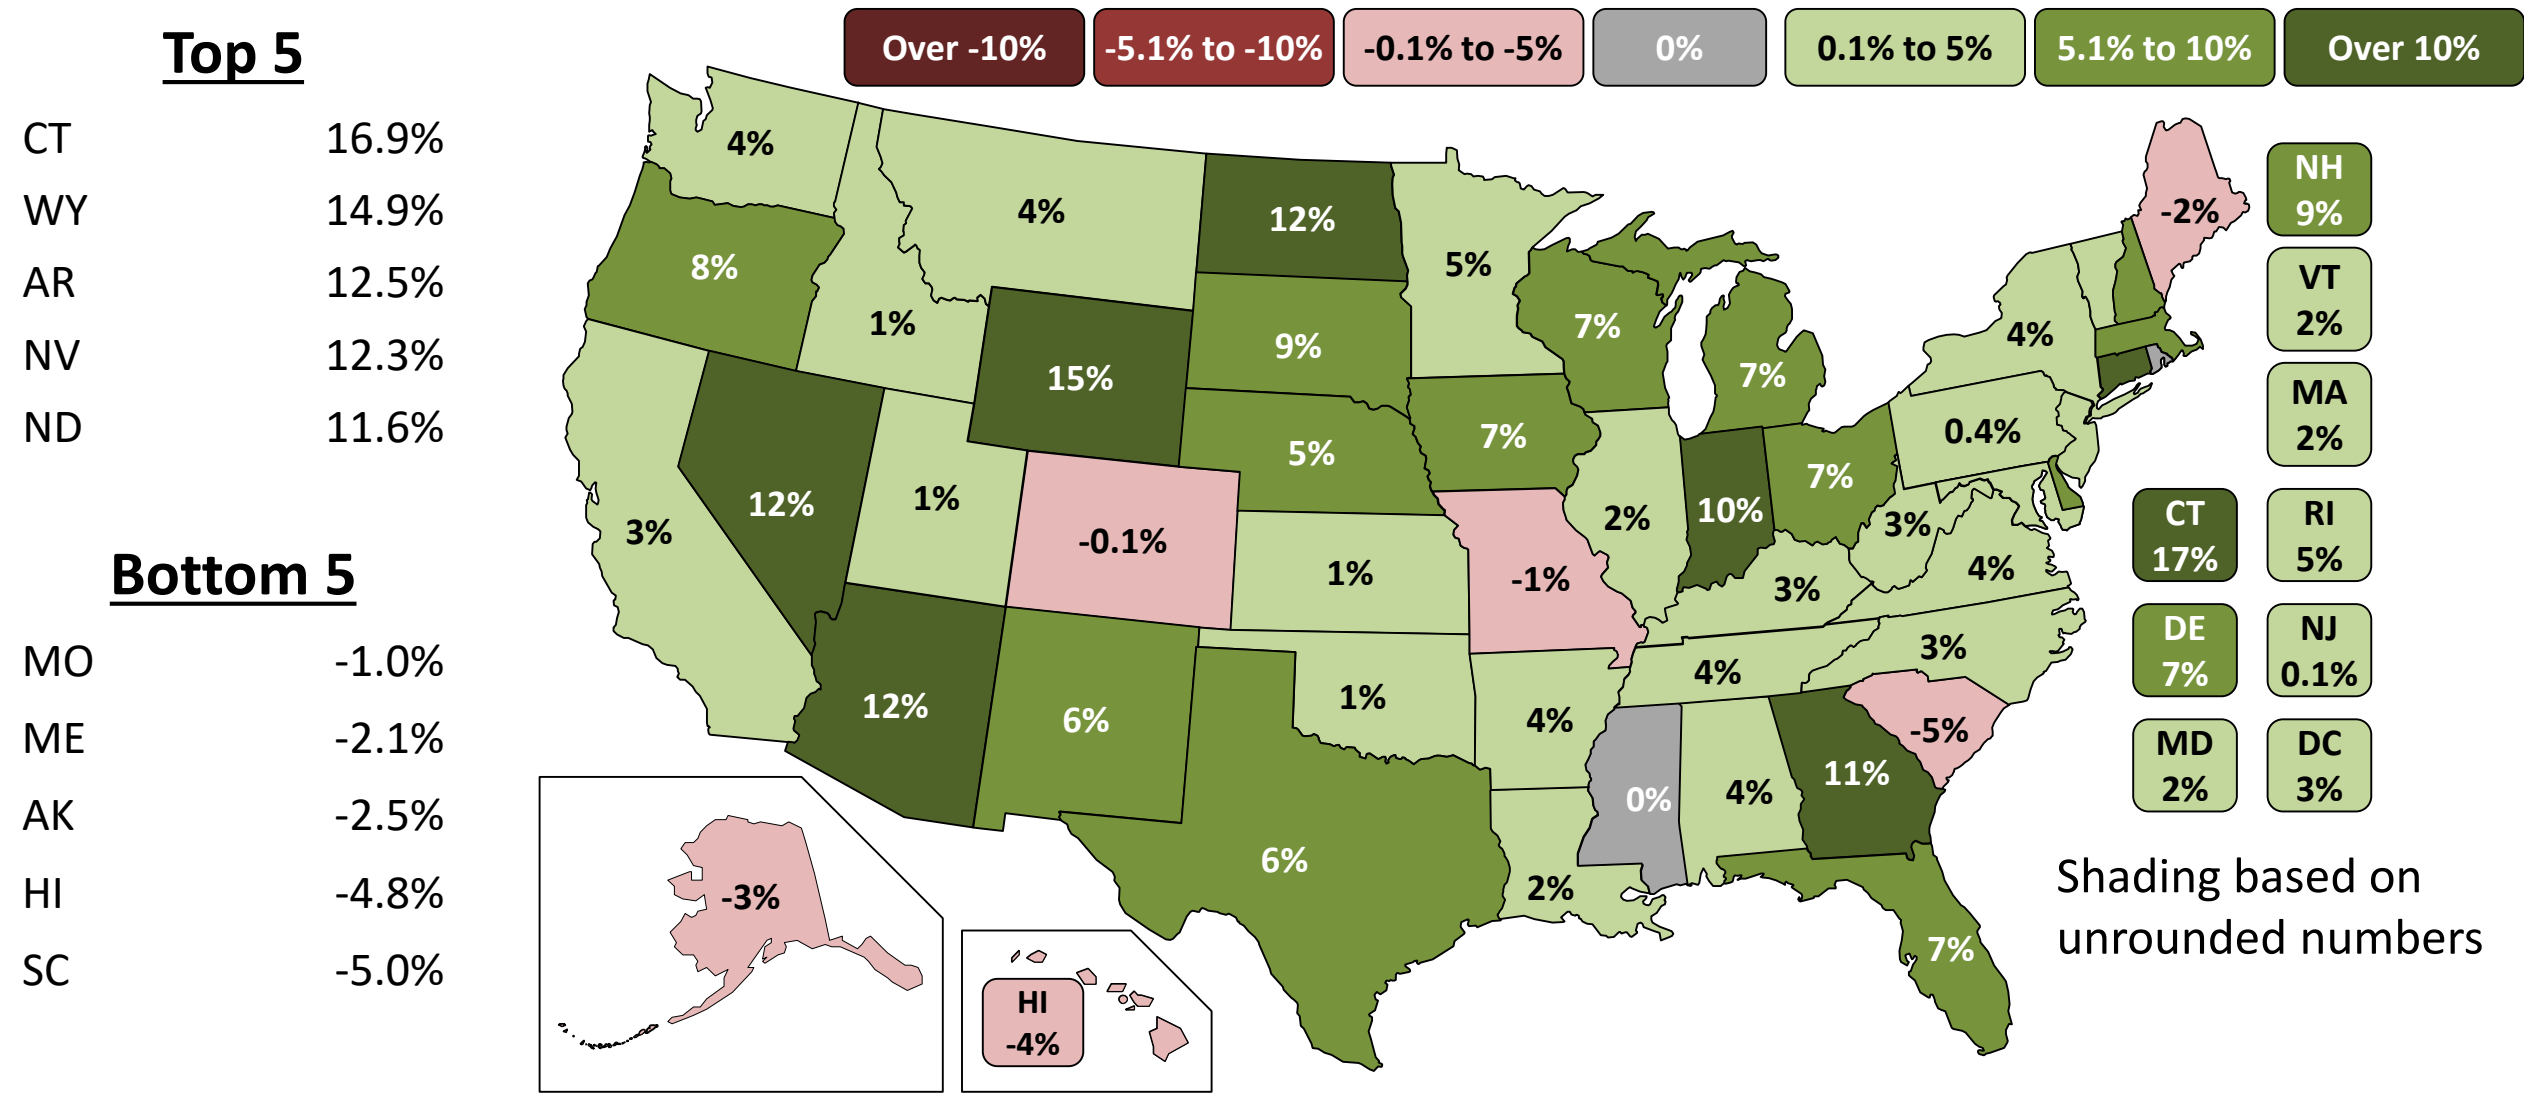 Top 5
CT 16.9%
WY 14.9%
AR 12.5%
NV 12.3%
ND 11.6%
Bottom 5
MO -1.0%
ME -2.1%
AK -2.5%
HI -4.8%
SC -5.0%
Over -10% -5.1% to -10% -0.1% to -5% 0% 0.1% to 5% 5.1% to 10% Over 10%
4%
8%
3%
12%
1%
4%
15%
1%
12%
-0.1%
6%
12%
9%
5%
1%
1%
6%
5%
7%
-1%
4%
2%
7%
2%
7%
10%
7%
3%
4%
0%
4%
11%
7%
-5%
3%
4%
3%
0.4%
4%
-2%
-3%
HI
-4%
NH
9%
VT
2%
MA
2%
CT
17%
RI
5%
DE
7%
NJ
0.1%
MD
2%
DC
3%
Shading based on
unrounded numbers